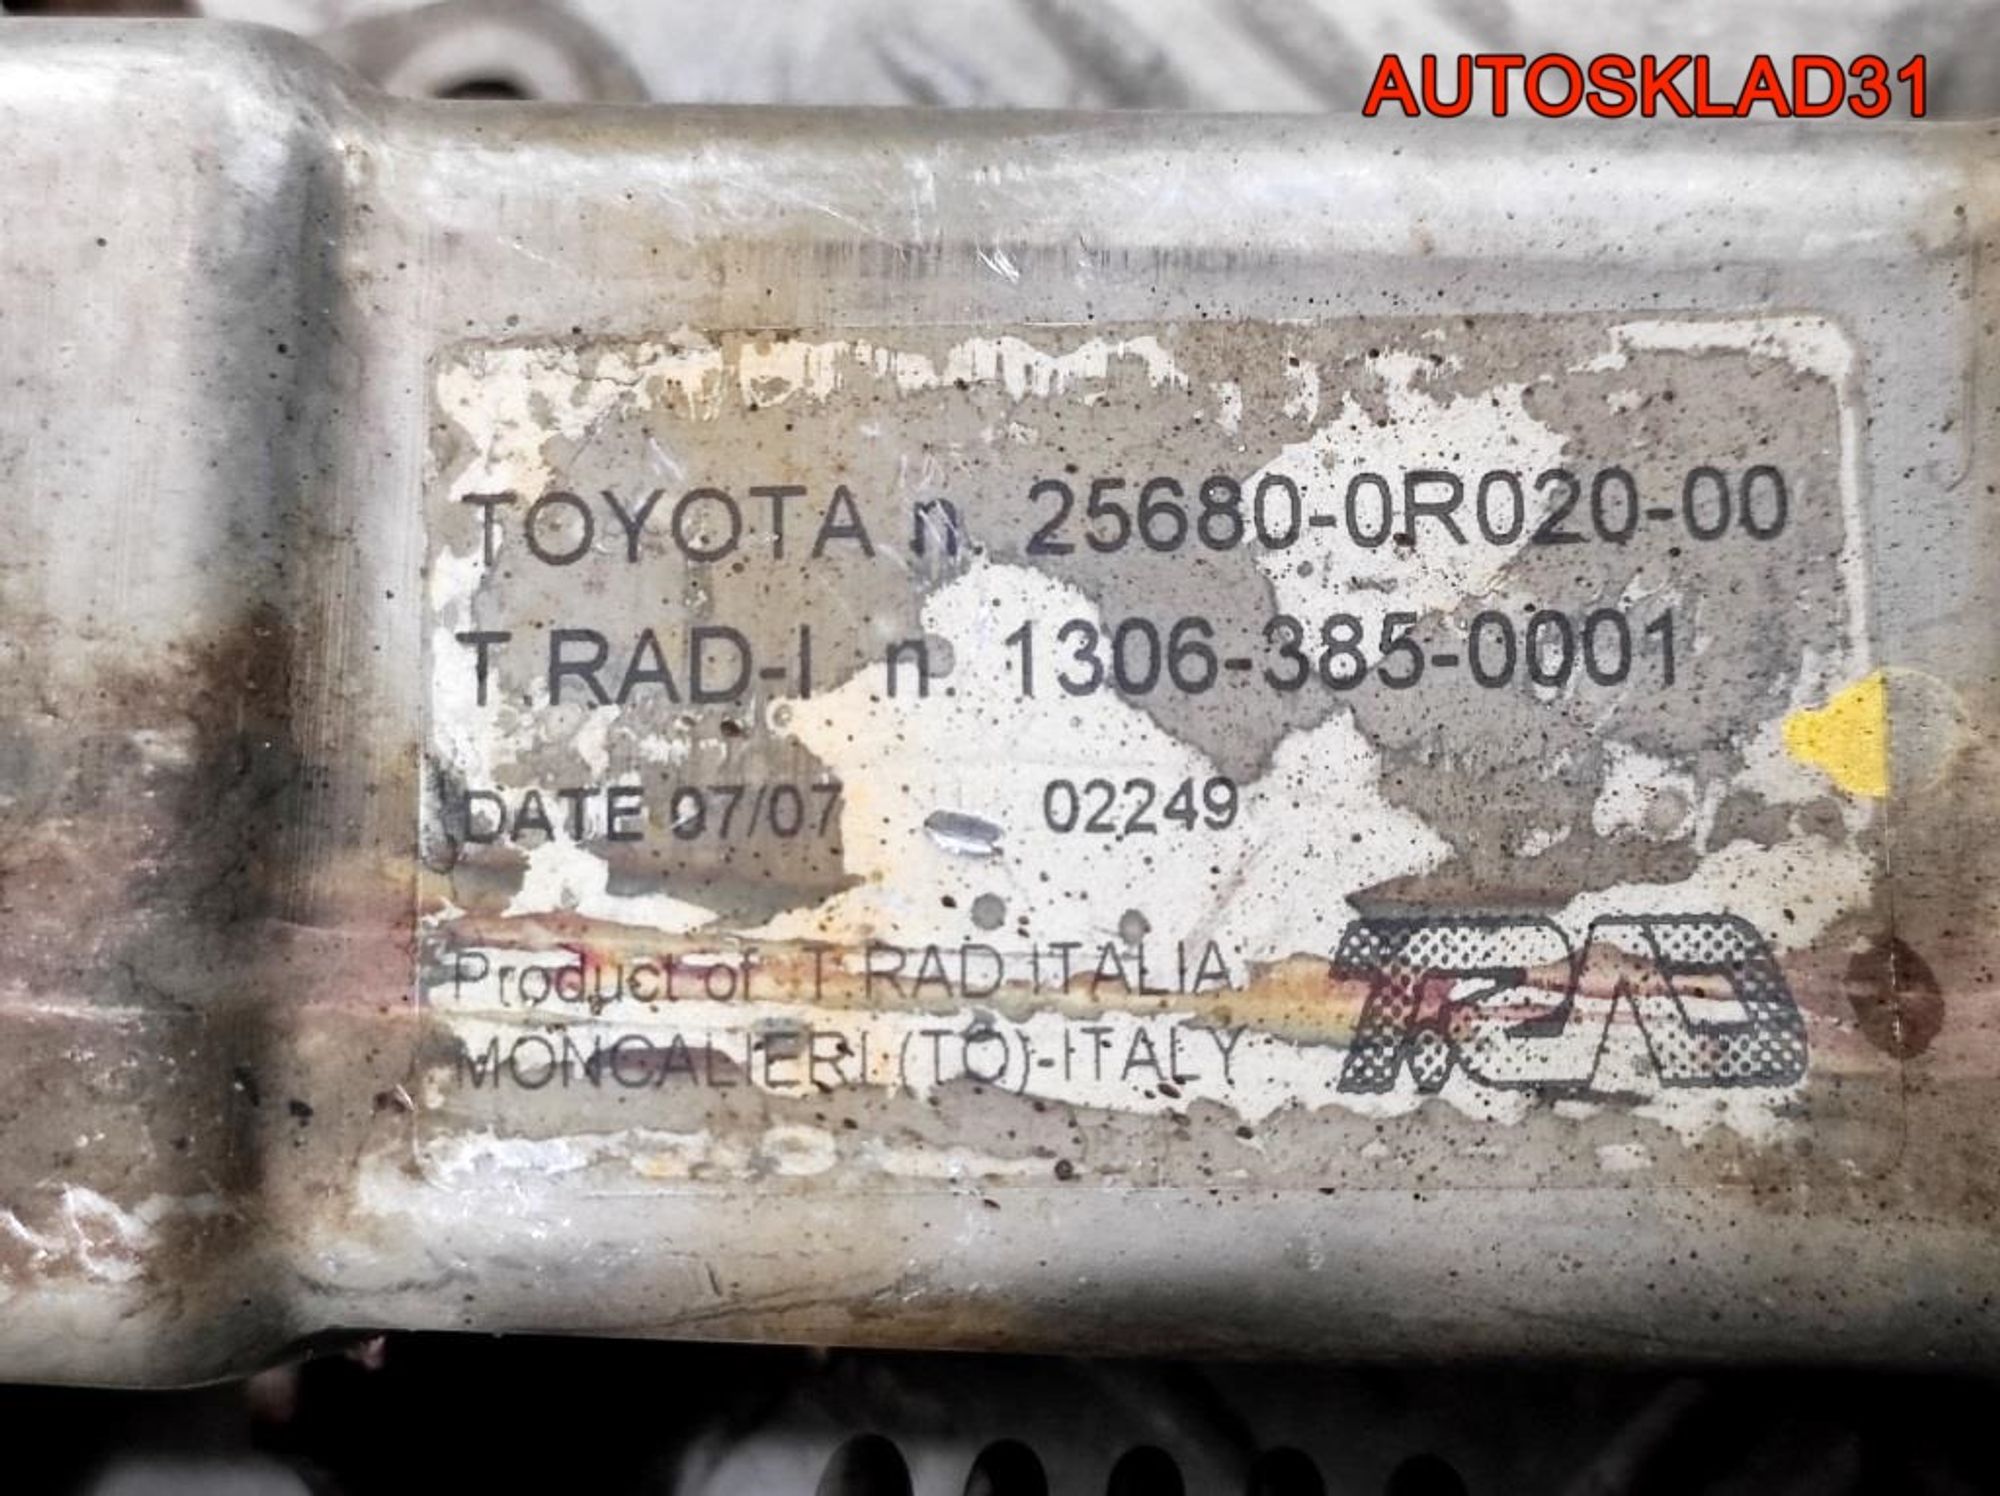 AUTOSKLAD31
TOYOTA n. 25680-0R020-00
T.RAD-I n. 1306-385-0001
DATE 07/07 02249
Product of T.RAD-ITALIA
MONCALIERI (TO)-ITALY
TRAD